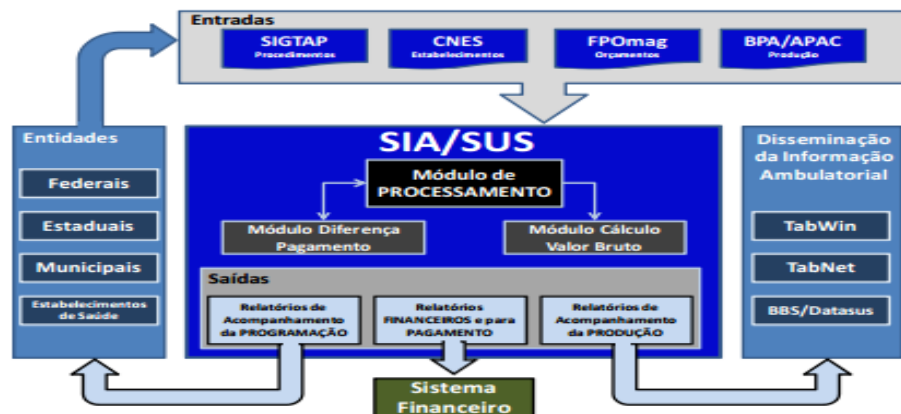 Entradas
SIGTAP
Procedimentos
CNES
Estabelecimentos
FPOmag
Orçamentos
BPA/APAC
Produção
Entidades
Federais
Estaduais
Municipais
Estabelecimentos
de Saúde
SIA/SUS
Módulo de
PROCESSAMENTO
Módulo Diferença
Pagamento
Módulo Cálculo
Valor Bruto
Saídas
Relatórios de
Acompanhamento
da PROGRAMAÇÃO
Relatórios
FINANCEIROS e para
PAGAMENTO
Relatórios de
Acompanhamento
da PRODUÇÃO
Sistema
Financeiro
Disseminação
da Informação
Ambulatorial
TabWin
TabNet
BBS/Datasus